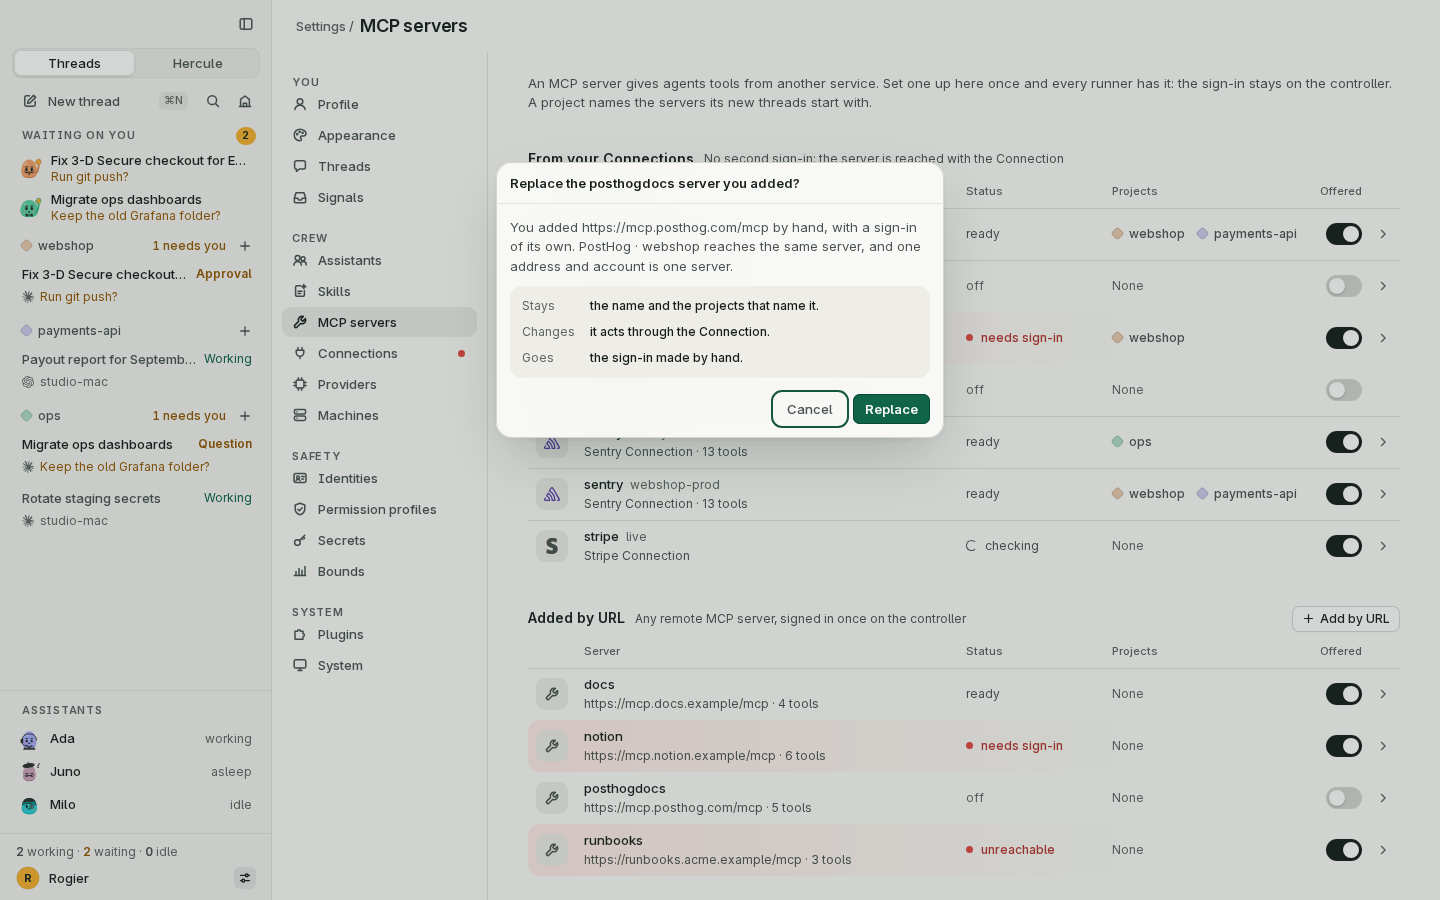 Threads
Hercule
New thread
⌘N
WAITING ON YOU
2
Fix 3-D Secure checkout for E…
Run git push?
Migrate ops dashboards
Keep the old Grafana folder?
webshop
1 needs you
Fix 3-D Secure checkout…
Approval
Run git push?
payments-api
Payout report for Septemb…
Working
studio-mac
ops
1 needs you
Migrate ops dashboards
Question
Keep the old Grafana folder?
Rotate staging secrets
Working
studio-mac
ASSISTANTS
Ada
working
Juno
asleep
Milo
idle
2 working · 2 waiting · 0 idle
R
Rogier
Settings / MCP servers
YOU
Profile
Appearance
Threads
Signals
CREW
Assistants
Skills
MCP servers
Connections
Providers
Machines
SAFETY
Identities
Permission profiles
Secrets
Bounds
SYSTEM
Plugins
System
An MCP server gives agents tools from another service. Set one up here once and every runner has it: the sign-in stays on the controller.
A project names the servers its new threads start with.
From your Connections
No second sign-in: the server is reached with the Connection
Status
Projects
Offered
ready
webshop
payments-api
off
None
needs sign-in
webshop
off
None
ready
ops
Sentry Connection · 13 tools
sentry webshop-prod
Sentry Connection · 13 tools
ready
webshop
payments-api
stripe live
Stripe Connection
checking
None
Replace the posthogdocs server you added?
You added https://mcp.posthog.com/mcp by hand, with a sign-in
of its own. PostHog · webshop reaches the same server, and one
address and account is one server.
Stays
the name and the projects that name it.
Changes
it acts through the Connection.
Goes
the sign-in made by hand.
Cancel
Replace
Added by URL
Any remote MCP server, signed in once on the controller
Add by URL
Server
Status
Projects
Offered
docs
https://mcp.docs.example/mcp · 4 tools
ready
None
notion
https://mcp.notion.example/mcp · 6 tools
needs sign-in
None
posthogdocs
https://mcp.posthog.com/mcp · 5 tools
off
None
runbooks
https://runbooks.acme.example/mcp · 3 tools
unreachable
None